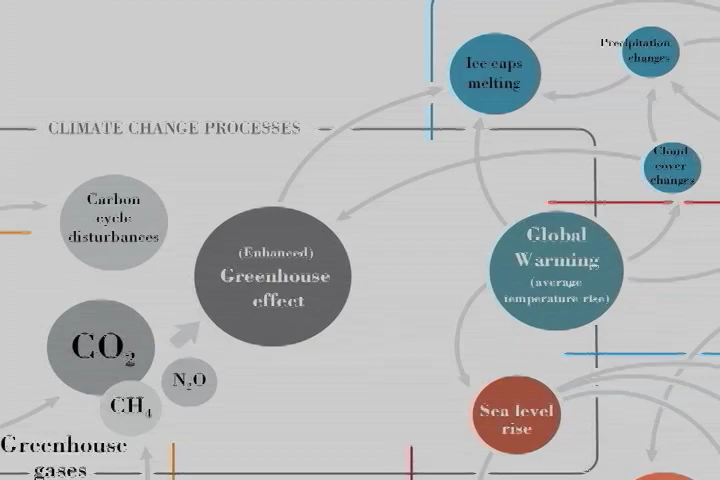 Ice caps
melting
Precipitation
changes
CLIMATE CHANGE PROCESSES
Cloud
cover
changes
Carbon
cycle
disturbances
(Enhanced)
Greenhouse
effect
Global
Warming
(average
temperature rise)
CO₂
N₂O
CH₄
Sea level
rise
Greenhouse
gases